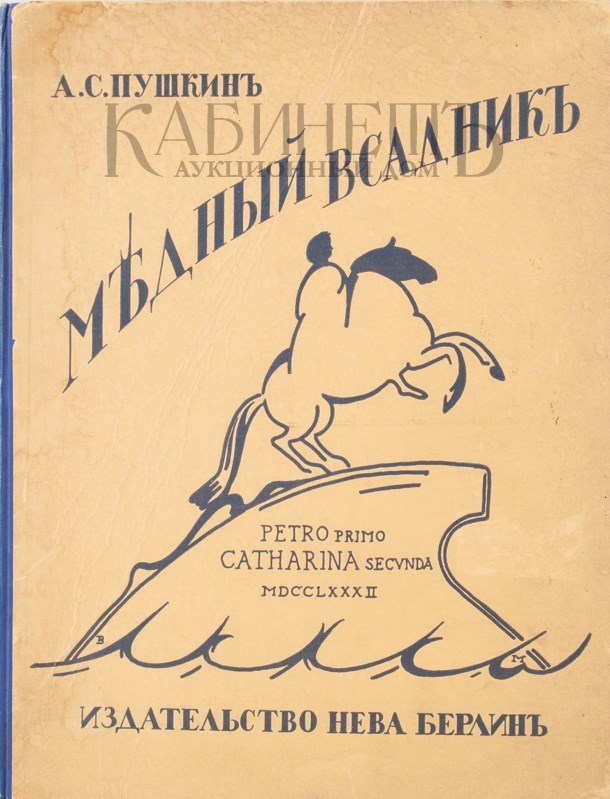 А.С.ПУШКИНЪ
КАБИНЕТЪ
АУКЦИОННЫЙ ДОМ
МѢДНЫЙ ВСАДНИКЪ
PETRO PRIMO
CATHARINA SECVNDA
MDCCLXXXII
В
М
ИЗДАТЕЛЬСТВО НЕВА БЕРЛИНЪ